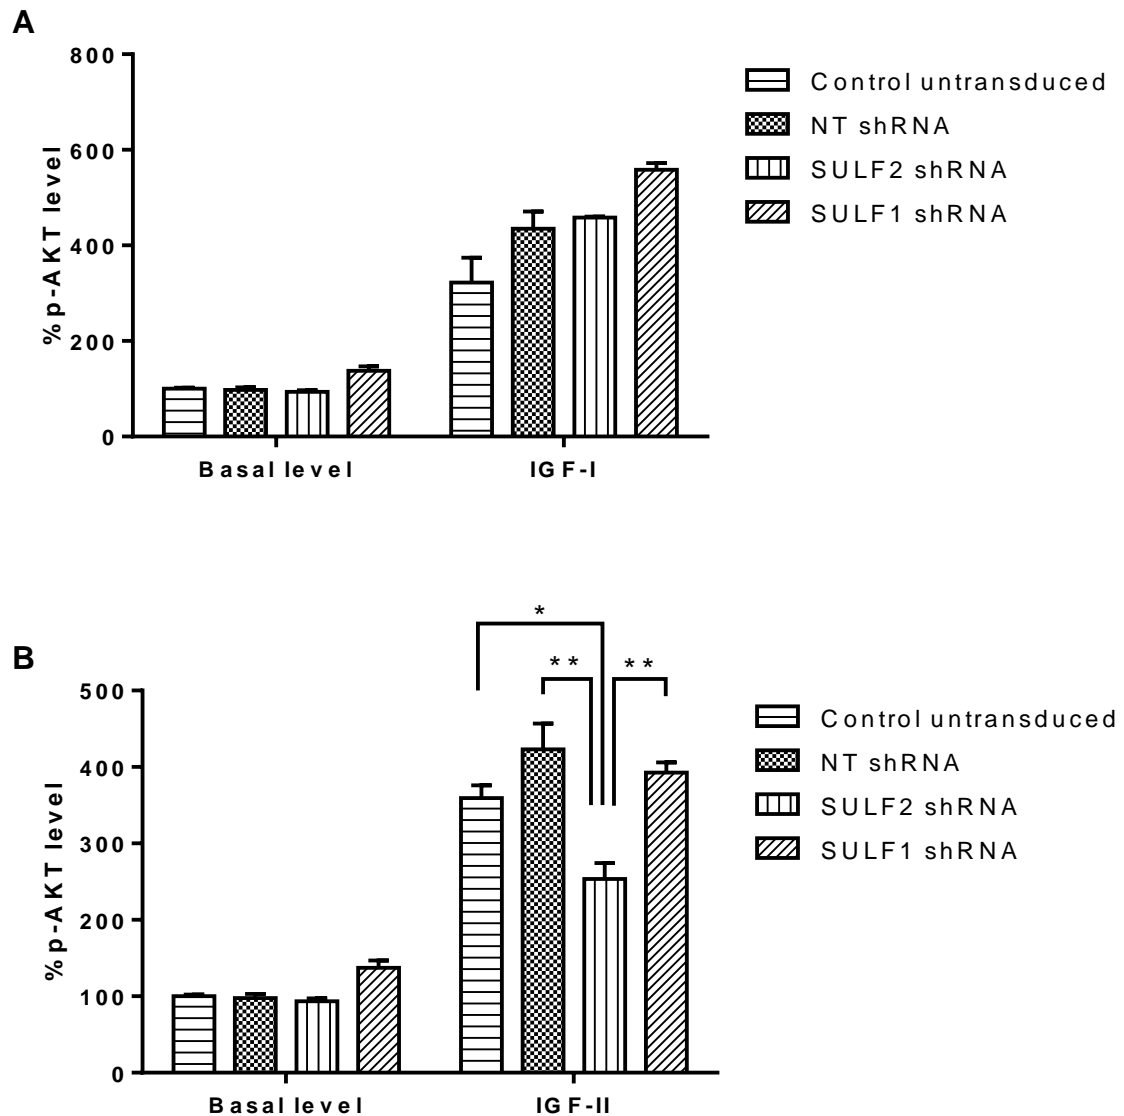 A
%p-AKT level
800
600
400
200
0
Basal level
IGF-I
Control untransduced
NT shRNA
SULF2 shRNA
SULF1 shRNA
B
%p-AKT level
500
400
300
200
100
0
*
**
**
Basal level
IGF-II
Control untransduced
NT shRNA
SULF2 shRNA
SULF1 shRNA